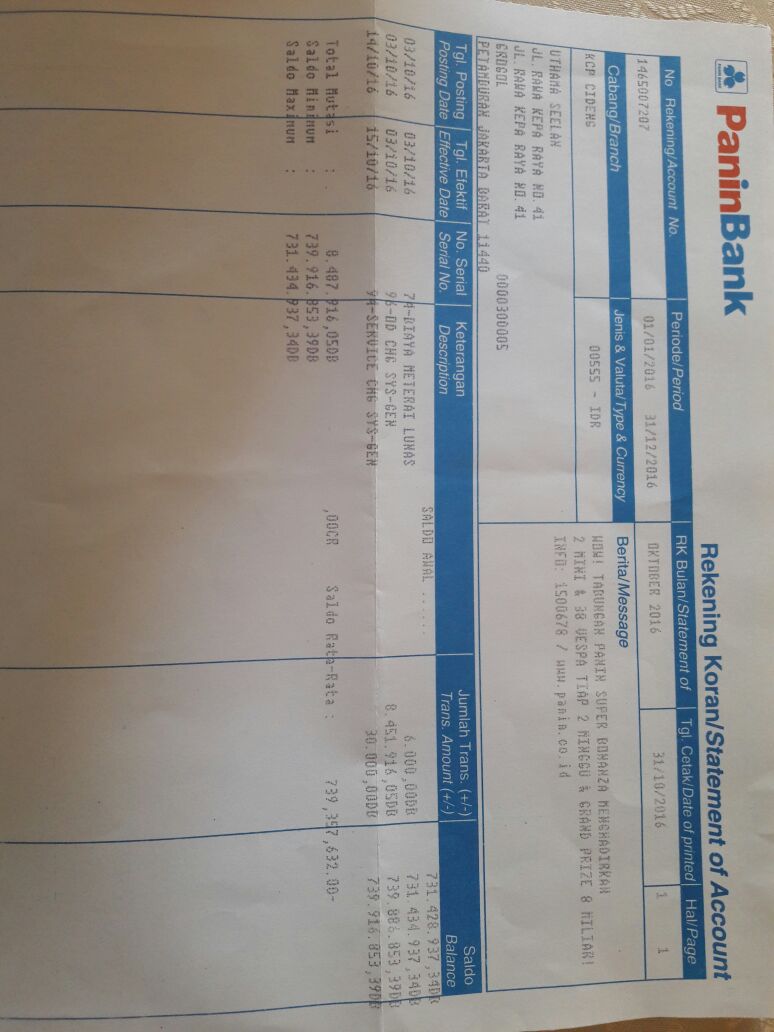 PaninBank
Rekening Koran/Statement of Account
No Rekening/Account No. Periode/Period RK Bulan/Statement of Tgl. Cetak/Date of printed Hal/Page
1465007207 01/01/2016 31/12/2016 OKTOBER 2016 31/10/2016 1 1
Cabang/Branch Jenis & Valuta/Type & Currency Berita/Message
KCP CIDENG 00555 - IDR
WOW! TABUNGAN PANIN SUPER BONANZA MENGHADIRKAN
2 MINI & 38 VESPA TIAP 2 MINGGU & GRAND PRIZE 8 MILIAR!
INFO: 1500678 / www.panin.co.id
UTHAMA SEELAN
JL. RAWA KEPA RAYA NO.41
JL. RAWA KEPA RAYA NO.41
GROGOL 0000300005
PETAMBURAN JAKARTA BARAT 11440
Tgl. Posting Tgl. Efektif No. Serial Keterangan Jumlah Trans. (+/-) Saldo
Posting Date Effective Date Serial No. Description Trans. Amount (+/-) Balance
SALDO AWAL ...... 731.428.937,34DB
03/10/16 03/10/16 74-BIAYA METERAI LUNAS 6.000,00DB 731.434.937,34DB
03/10/16 03/10/16 96-OD CHG SYS-GEN 8.451.916,05DB 739.886.853,39DB
14/10/16 15/10/16 94-SERVICE CHG SYS-GEN 30.000,00DB 739.916.853,39DB
Total Mutasi : 8.487.916,05DB ,00CR Saldo Rata-Rata : 739,357,632.00-
Saldo Minimum : 739.916.853,39DB
Saldo Maximum : 731.434.937,34DB